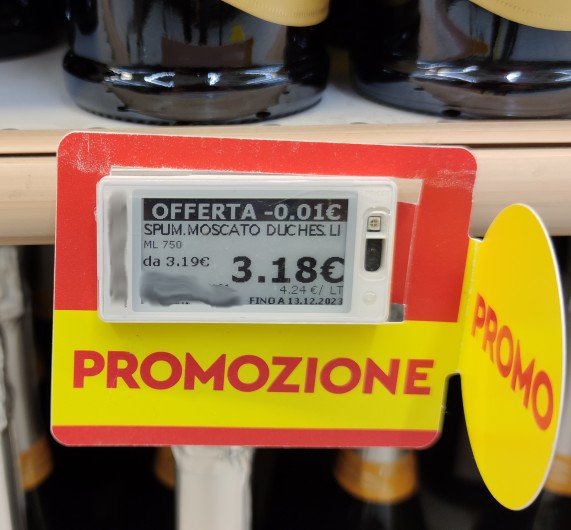 OFFERTA -0.01€
SPUM.MOSCATO DUCHES.LI
ML 750
da 3.19€
3.18€
4.24 €/ LT
FINO A 13.12.2023
PROMOZIONE
PROMO